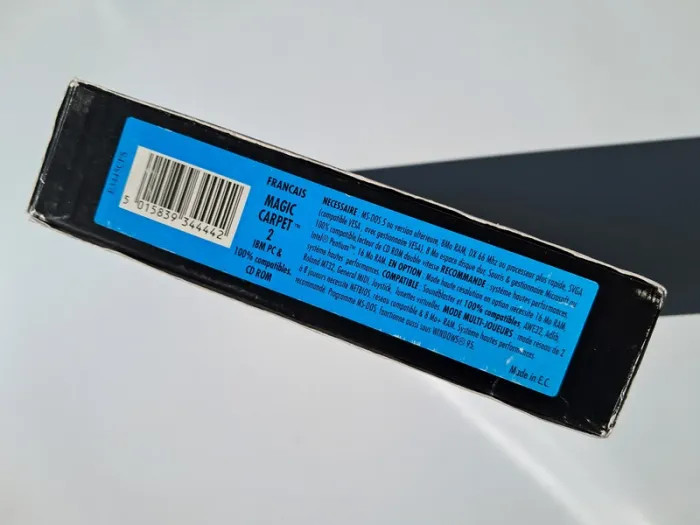 5 015839 344442
FRANCAIS
MAGIC
CARPET™
2
IBM PC &
100% compatibles.
CD ROM
NECESSAIRE : MS-DOS 5 ou version ultérieure, 8Mo RAM, DX 66 MHz ou processeur plus rapide, SVGA
(compatible VESA, avec gestionnaire VESA), 8 Mo espace disque dur, Souris & gestionnaire Microsoft ou
100% compatible, lecteur de CD ROM double vitesse RECOMMANDE : système hautes performances,
Intel® Pentium™ 16 Mo RAM. EN OPTION : Mode haute résolution en option nécessite 16 Mo RAM,
système hautes performances. COMPATIBLE : Soundblaster et 100% compatibles, AWE32, Adlib,
Roland MT32, General MIDI, Joystick, lunettes virtuelles. MODE MULTI-JOUEURS : mode réseau de 2
à 8 joueurs nécessite NETBIOS, réseau compatible & 8 Mo+ RAM. Système hautes performances
recommandé. Programme MS-DOS, fonctionne aussi sous WINDOWS® 95.
Made in E.C.